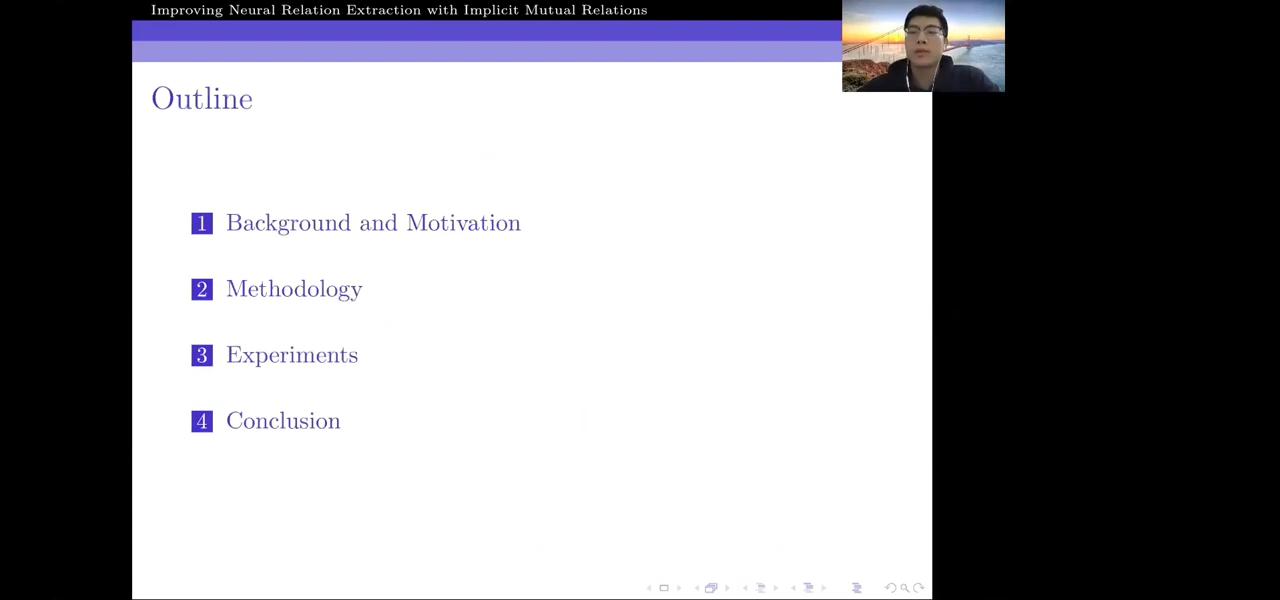 Improving Neural Relation Extraction with Implicit Mutual Relations
Outline
1 Background and Motivation
2 Methodology
3 Experiments
4 Conclusion